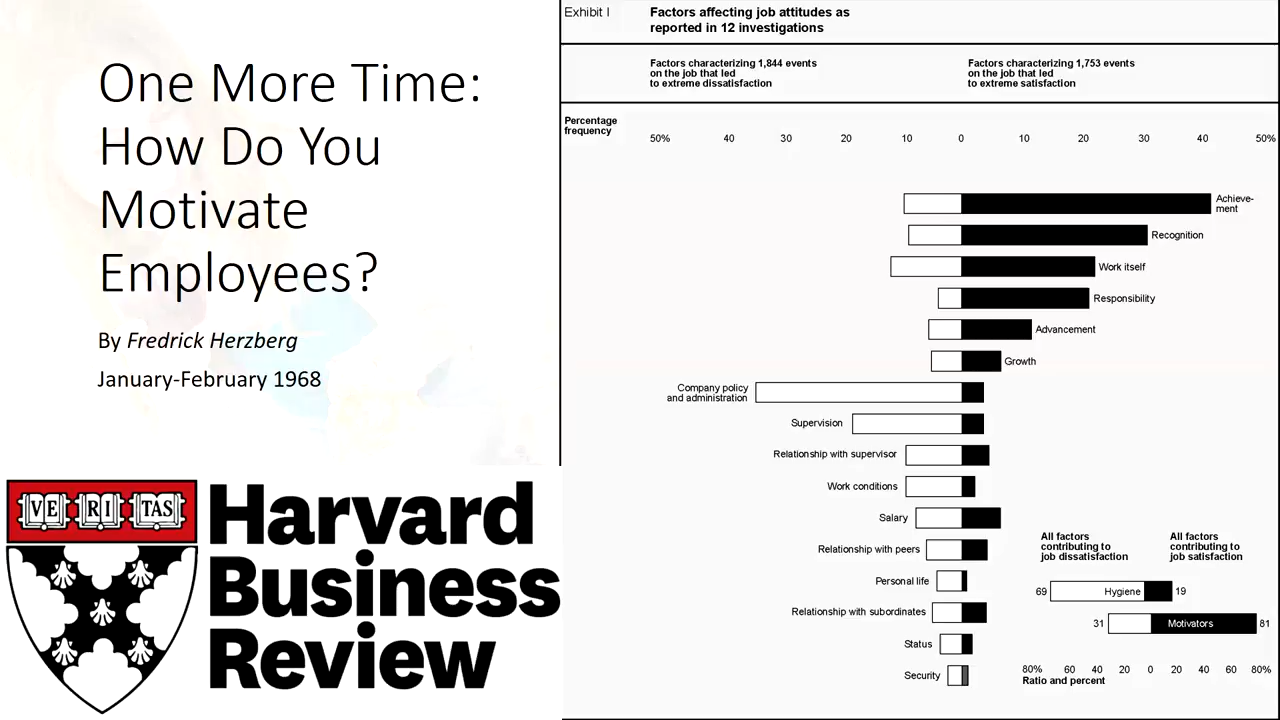 One More Time:
How Do You
Motivate
Employees?
By Fredrick Herzberg
January-February 1968
VE RI TAS
Harvard
Business
Review
Exhibit I
Factors affecting job attitudes as
reported in 12 investigations
Factors characterizing 1,844 events
on the job that led
to extreme dissatisfaction
Factors characterizing 1,753 events
on the job that led
to extreme satisfaction
Percentage
frequency
50% 40 30 20 10 0 10 20 30 40 50%
Achieve-
ment
Recognition
Work itself
Responsibility
Advancement
Growth
Company policy
and administration
Supervision
Relationship with supervisor
Work conditions
Salary
Relationship with peers
Personal life
Relationship with subordinates
Status
Security
All factors
contributing to
job dissatisfaction
All factors
contributing to
job satisfaction
69 Hygiene 19
31 Motivators 81
80% 60 40 20 0 20 40 60 80%
Ratio and percent